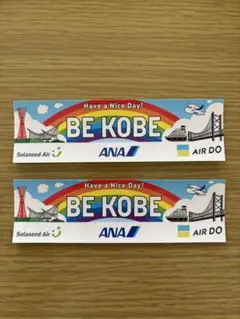 Have a Nice Day!
BE KOBE
Solaseed Air ANA AIR DO
Have a Nice Day!
BE KOBE
Solaseed Air ANA AIR DO